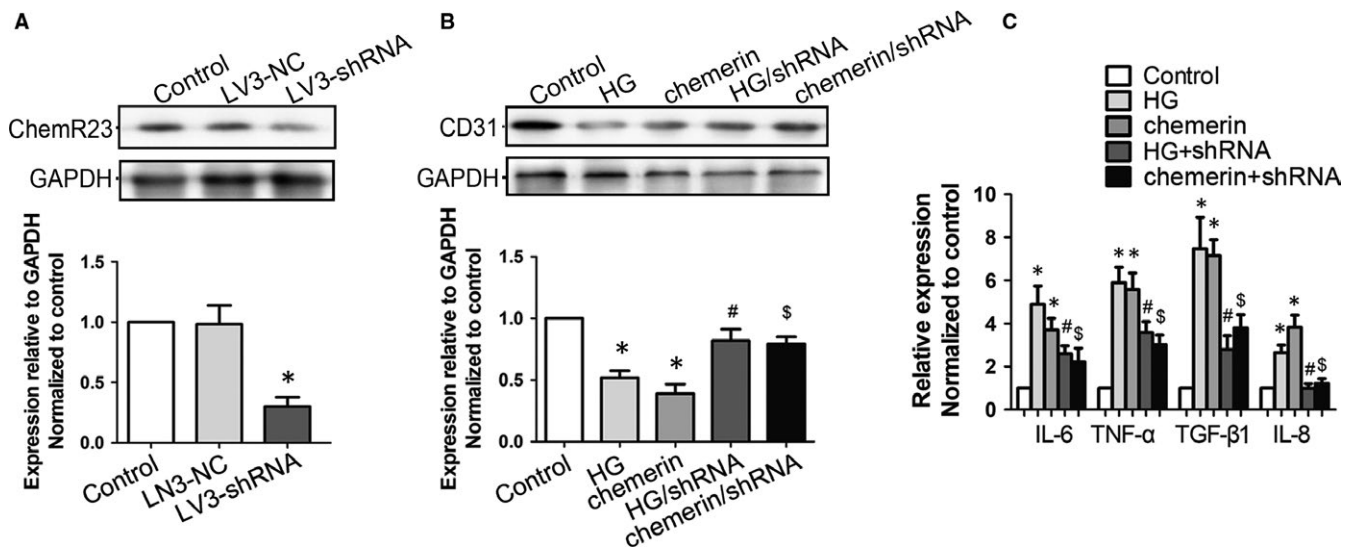 A
Control
LV3-NC
LV3-shRNA
ChemR23
GAPDH
Expression relative to GAPDH
Normalized to control
1.5
1.0
0.5
0.0
*
Control
LN3-NC
LV3-shRNA
B
Control
HG
chemerin
HG/shRNA
chemerin/shRNA
CD31
GAPDH
Expression relative to GAPDH
Normalized to control
1.5
1.0
0.5
0.0
* * # $
Control
HG
chemerin
HG/shRNA
chemerin/shRNA
C
Control
HG
chemerin
HG+shRNA
chemerin+shRNA
Relative expression
Normalized to control
10
8
6
4
2
0
* * # $
* * # $
* * # $
* * # $
IL-6 TNF-α TGF-β1 IL-8